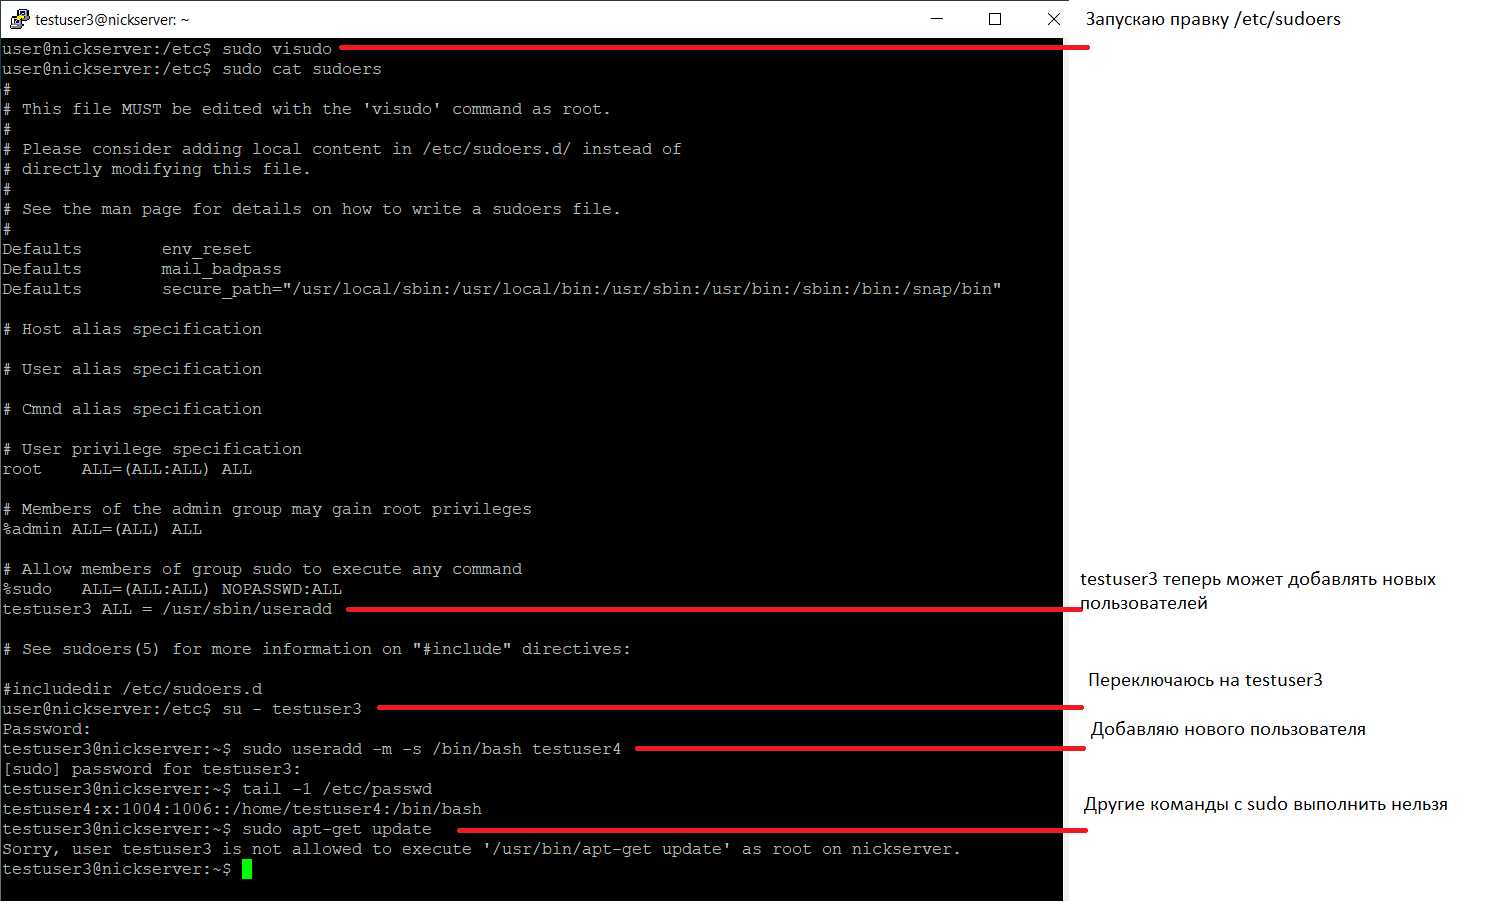 testuser3@nickserver: ~
Запускаю правку /etc/sudoers
user@nickserver:/etc$ sudo visudo
user@nickserver:/etc$ sudo cat sudoers
#
# This file MUST be edited with the 'visudo' command as root.
#
# Please consider adding local content in /etc/sudoers.d/ instead of
# directly modifying this file.
#
# See the man page for details on how to write a sudoers file.
#
Defaults        env_reset
Defaults        mail_badpass
Defaults        secure_path="/usr/local/sbin:/usr/local/bin:/usr/sbin:/usr/bin:/sbin:/bin:/snap/bin"
# Host alias specification
# User alias specification
# Cmnd alias specification
# User privilege specification
root    ALL=(ALL:ALL) ALL
# Members of the admin group may gain root privileges
%admin ALL=(ALL) ALL
# Allow members of group sudo to execute any command
%sudo   ALL=(ALL:ALL) NOPASSWD:ALL
testuser3 ALL = /usr/sbin/useradd
testuser3 теперь может добавлять новых
пользователей
# See sudoers(5) for more information on "#include" directives:
#includedir /etc/sudoers.d
user@nickserver:/etc$ su - testuser3
Переключаюсь на testuser3
Password:
testuser3@nickserver:~$ sudo useradd -m -s /bin/bash testuser4
Добавляю нового пользователя
[sudo] password for testuser3:
testuser3@nickserver:~$ tail -1 /etc/passwd
testuser4:x:1004:1006::/home/testuser4:/bin/bash
testuser3@nickserver:~$ sudo apt-get update
Другие команды с sudo выполнить нельзя
Sorry, user testuser3 is not allowed to execute '/usr/bin/apt-get update' as root on nickserver.
testuser3@nickserver:~$